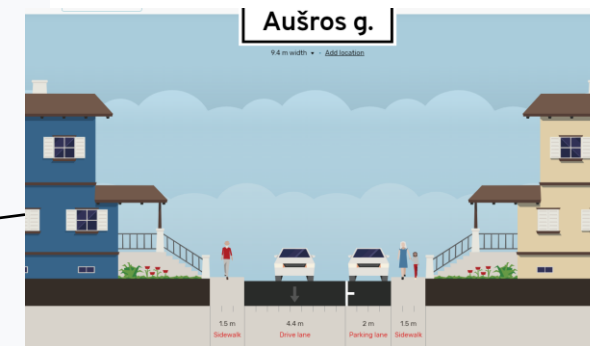 Aušros g.
9.4 m width - Add location
1.5 m 4.4 m 2 m 1.5 m
Sidewalk Drive lane Parking lane Sidewalk